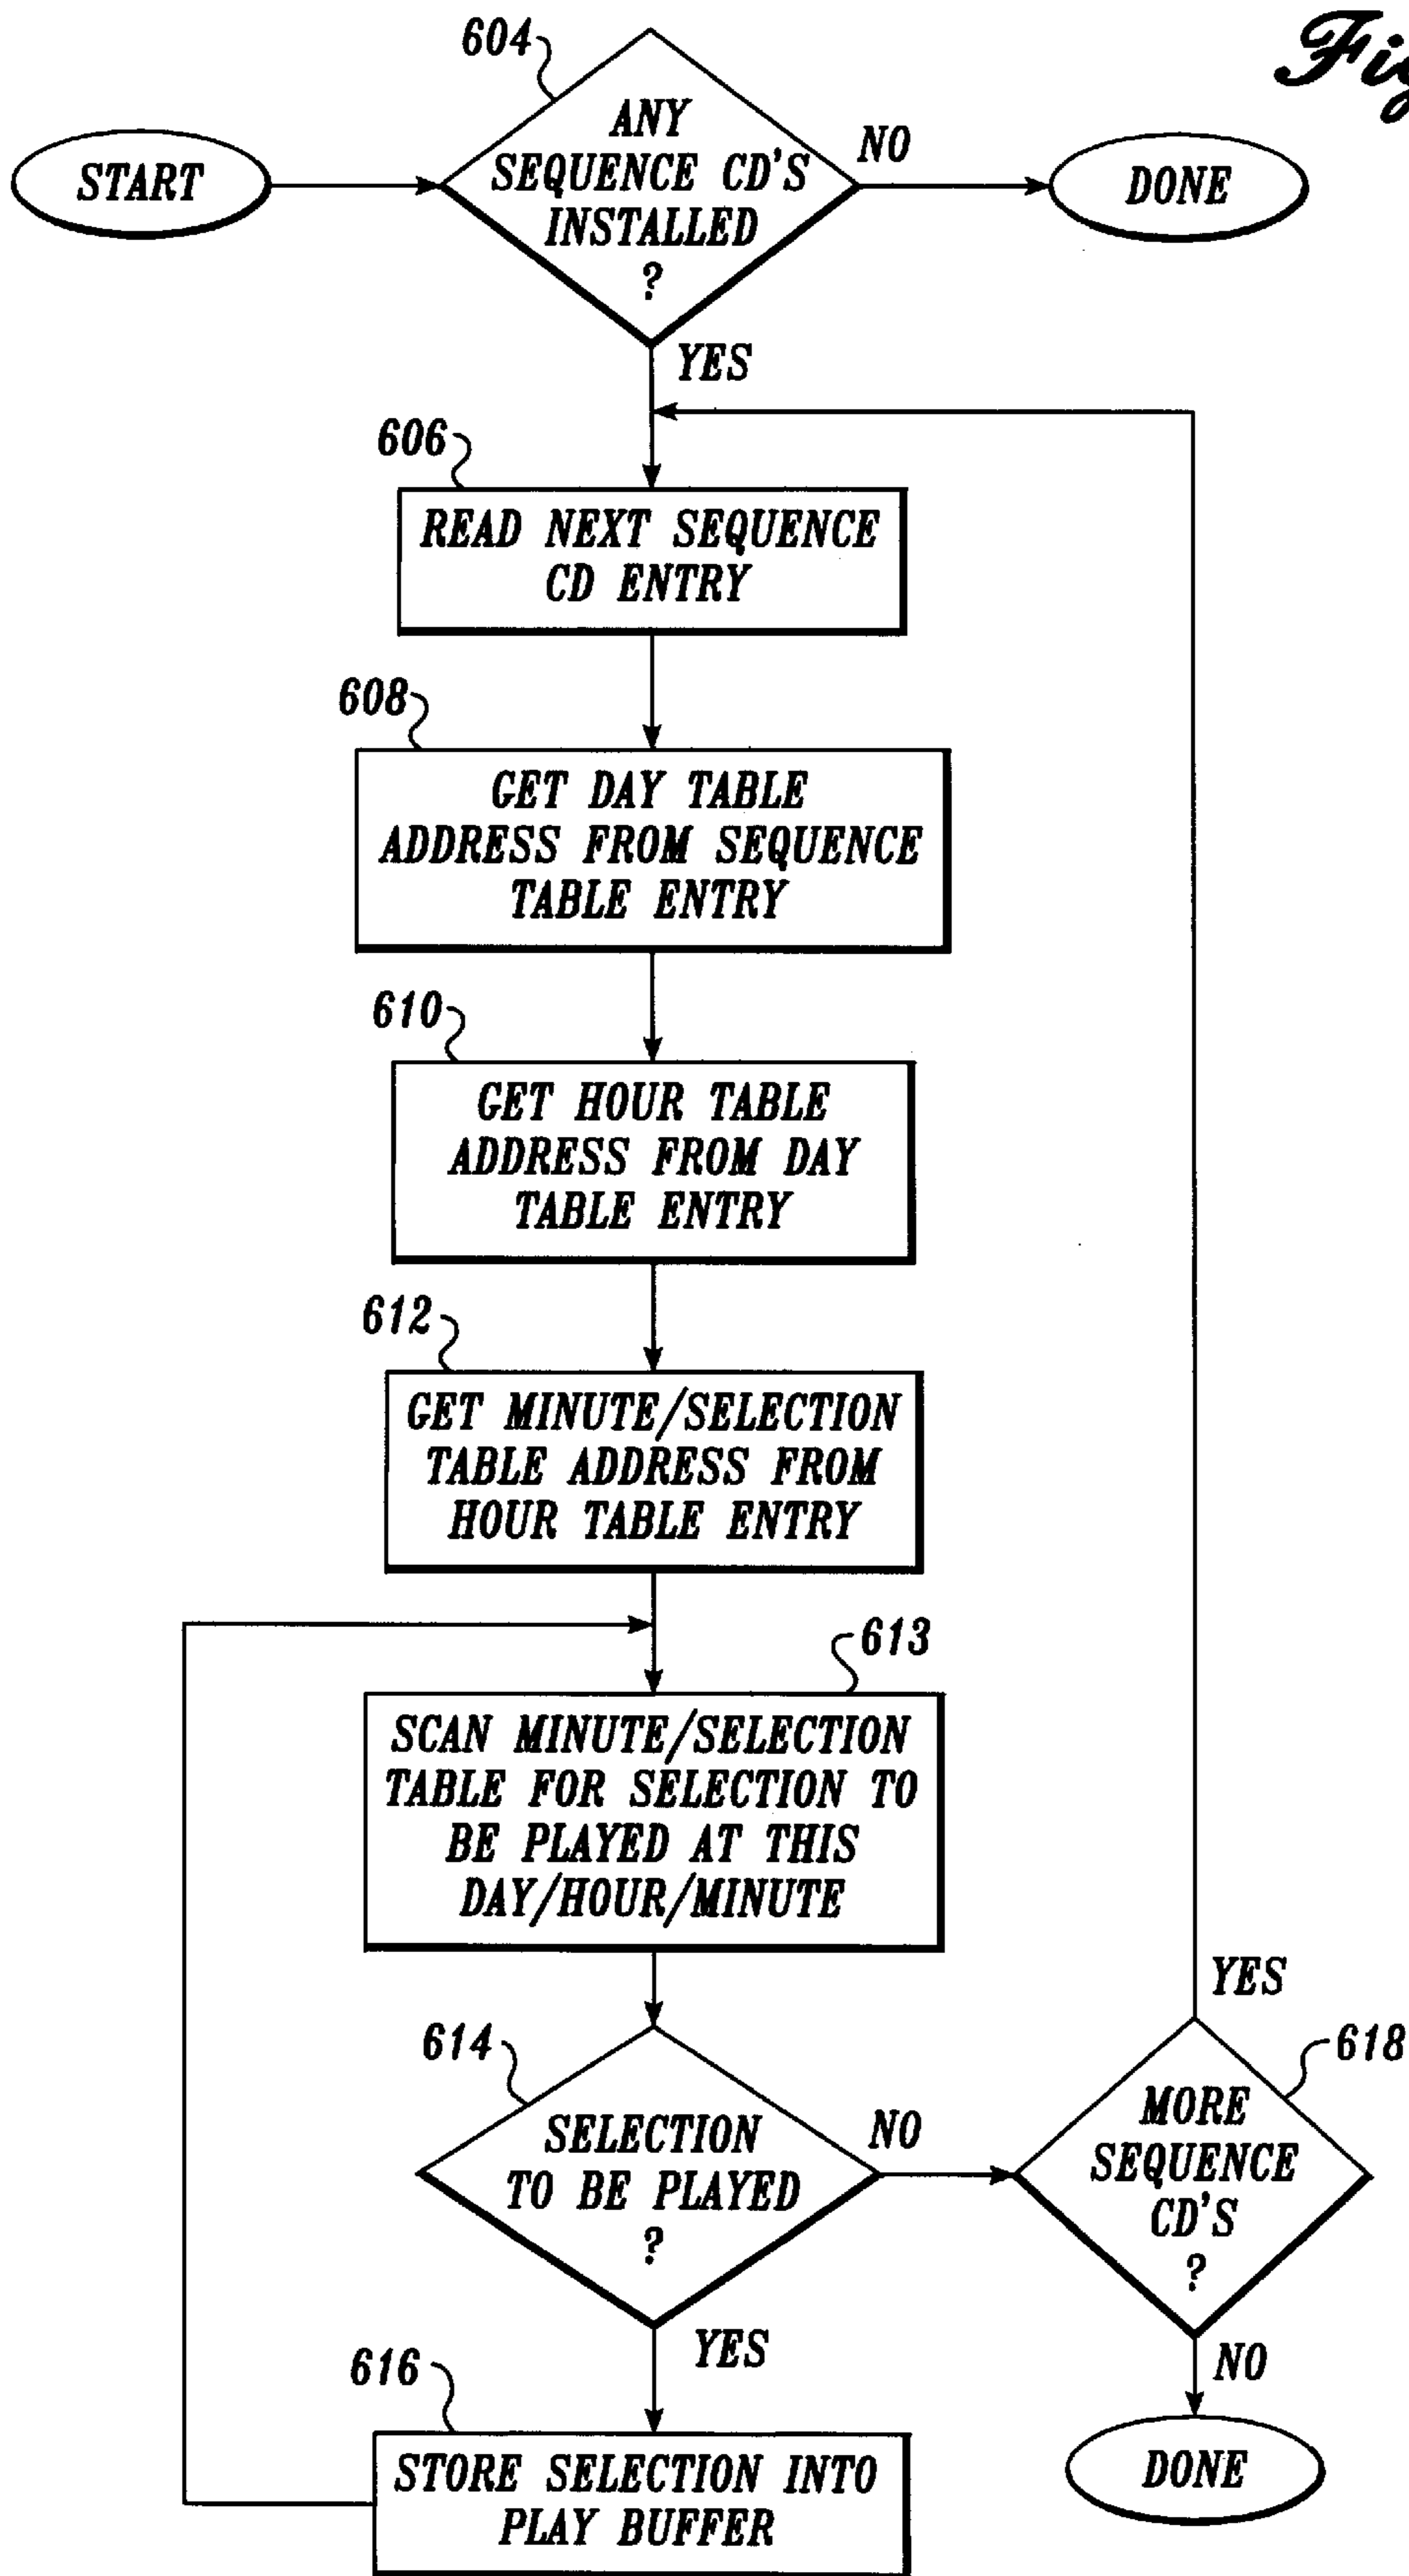 Fig
604
ANY
SEQUENCE CD'S
INSTALLED
?
START
NO
DONE
YES
606
READ NEXT SEQUENCE
CD ENTRY
608
GET DAY TABLE
ADDRESS FROM SEQUENCE
TABLE ENTRY
610
GET HOUR TABLE
ADDRESS FROM DAY
TABLE ENTRY
612
GET MINUTE/SELECTION
TABLE ADDRESS FROM
HOUR TABLE ENTRY
613
SCAN MINUTE/SELECTION
TABLE FOR SELECTION TO
BE PLAYED AT THIS
DAY/HOUR/MINUTE
614
SELECTION
TO BE PLAYED
?
NO
YES
618
MORE
SEQUENCE
CD'S
?
YES
NO
616
STORE SELECTION INTO
PLAY BUFFER
DONE